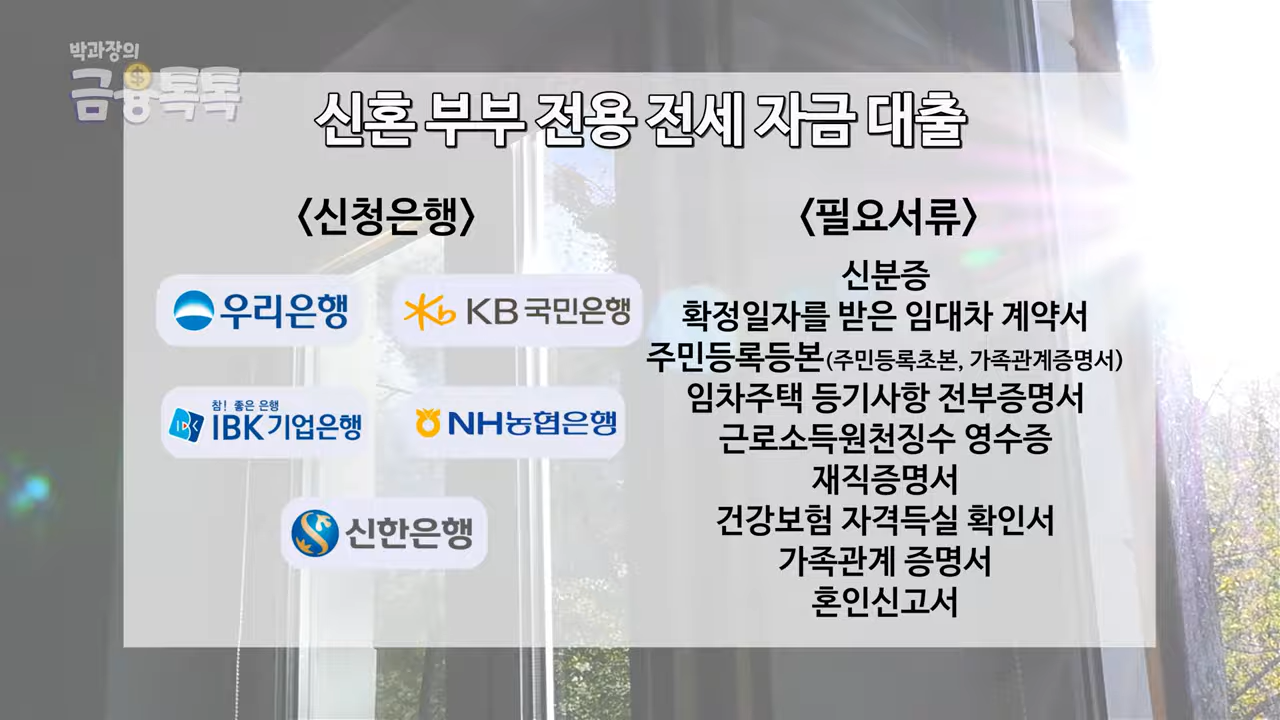 박과장의
금융톡톡
신혼 부부 전용 전세 자금 대출
<신청은행>
우리은행
KB 국민은행
참! 좋은 은행
IBK기업은행
NH농협은행
신한은행
<필요서류>
신분증
확정일자를 받은 임대차 계약서
주민등록등본(주민등록초본, 가족관계증명서)
임차주택 등기사항 전부증명서
근로소득원천징수 영수증
재직증명서
건강보험 자격득실 확인서
가족관계 증명서
혼인신고서